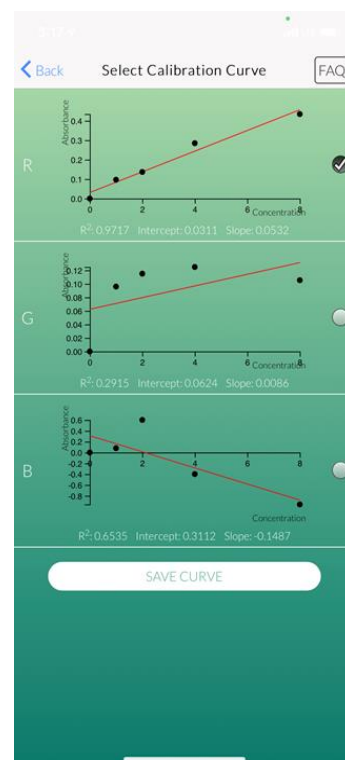 Back Select Calibration Curve FAQ
R
Absorbance
0.4
0.3
0.2
0.1
0.0
0 2 4 6 8
Concentration
R²: 0.9717 Intercept: 0.0311 Slope: 0.0532
G
Absorbance
0.12
0.10
0.08
0.06
0.04
0.02
0.00
0 2 4 6 8
Concentration
R²: 0.2915 Intercept: 0.0624 Slope: 0.0086
B
Absorbance
0.6
0.4
0.2
0.0
-0.2
-0.4
-0.6
-0.8
0 2 4 6 8
Concentration
R²: 0.6535 Intercept: 0.3112 Slope: -0.1487
SAVE CURVE